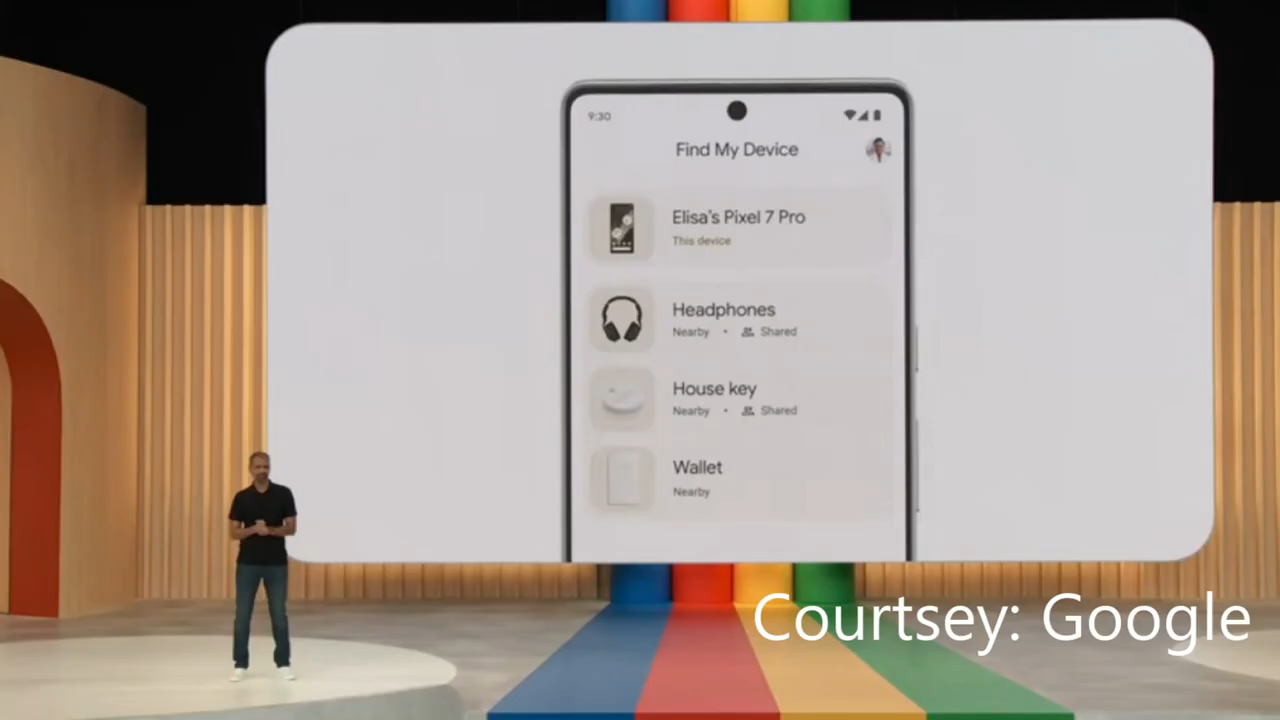 9:30
Find My Device
Elisa's Pixel 7 Pro
This device
Headphones
Nearby • Shared
House key
Nearby • Shared
Wallet
Nearby
Courtsey: Google